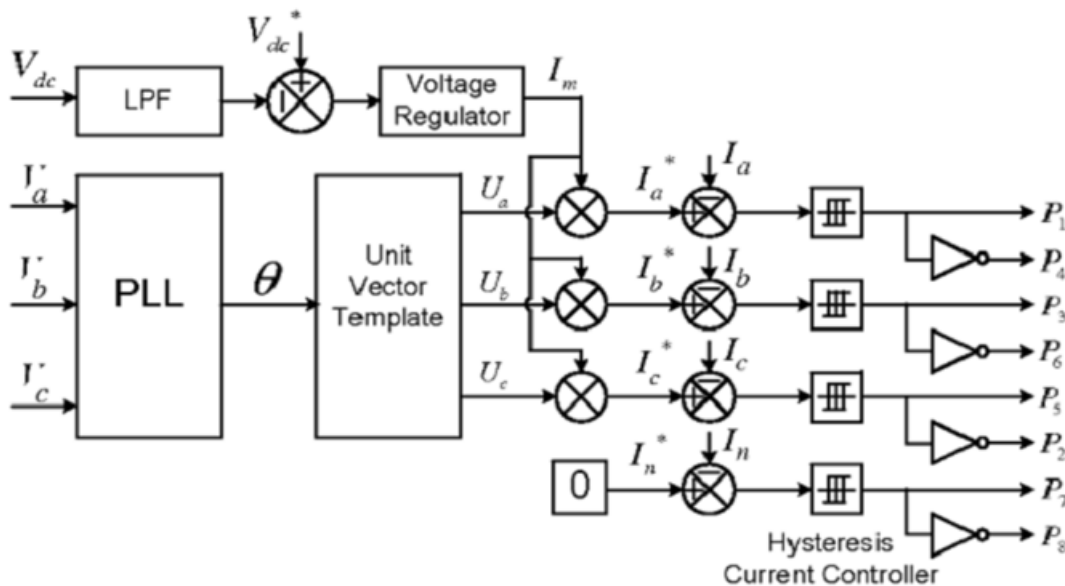 V_dc^*
V_dc
LPF
Voltage
Regulator
I_m
PLL
θ
Unit
Vector
Template
U_a
U_b
U_c
I_a^*
I_a
I_b^*
I_b
I_c^*
I_c
I_n^*
I_n
0
P_1
P_4
P_3
P_6
P_5
P_2
P_7
P_8
Hysteresis
Current Controller